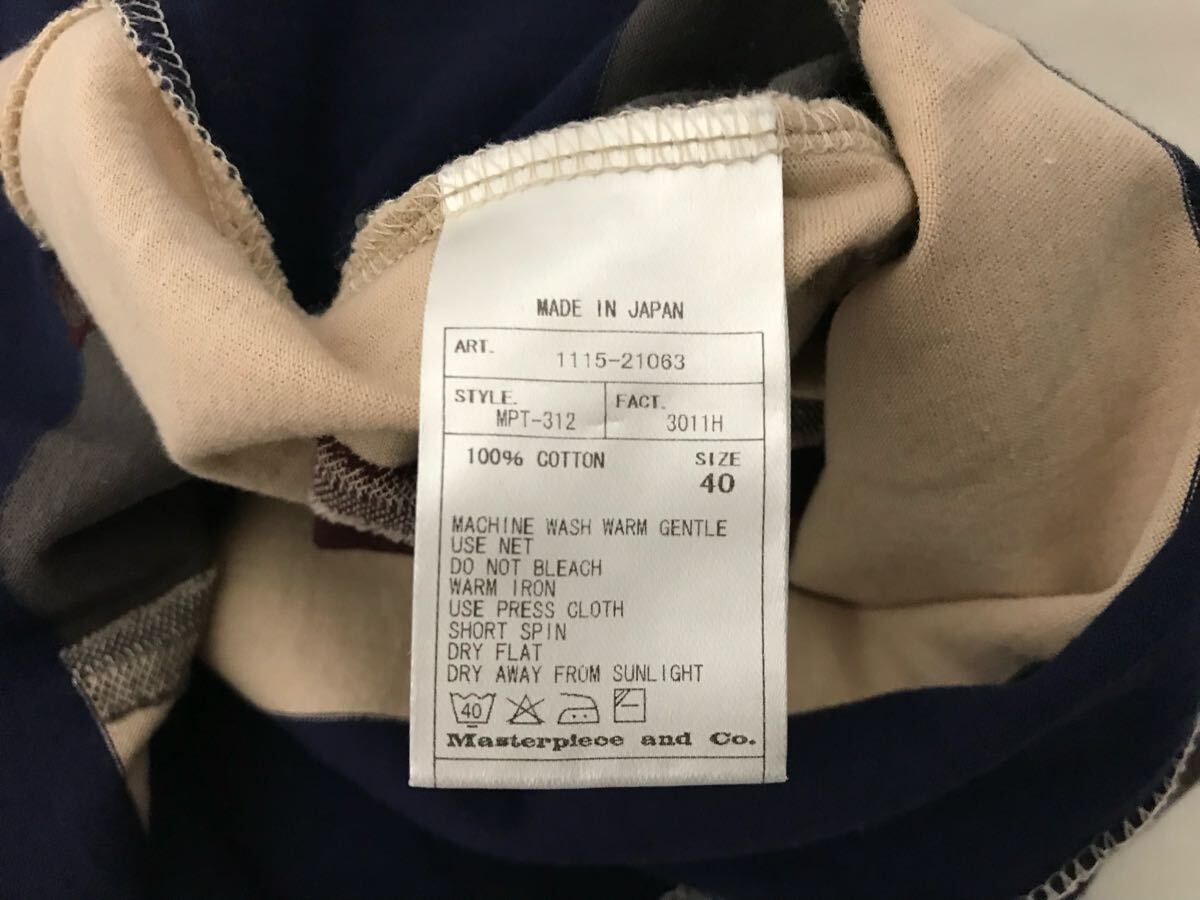 MADE IN JAPAN
ART. 1115-21063
STYLE. FACT.
MPT-312 3011H
100% COTTON SIZE
40
MACHINE WASH WARM GENTLE
USE NET
DO NOT BLEACH
WARM IRON
USE PRESS CLOTH
SHORT SPIN
DRY FLAT
DRY AWAY FROM SUNLIGHT
40
Masterpiece and Co.